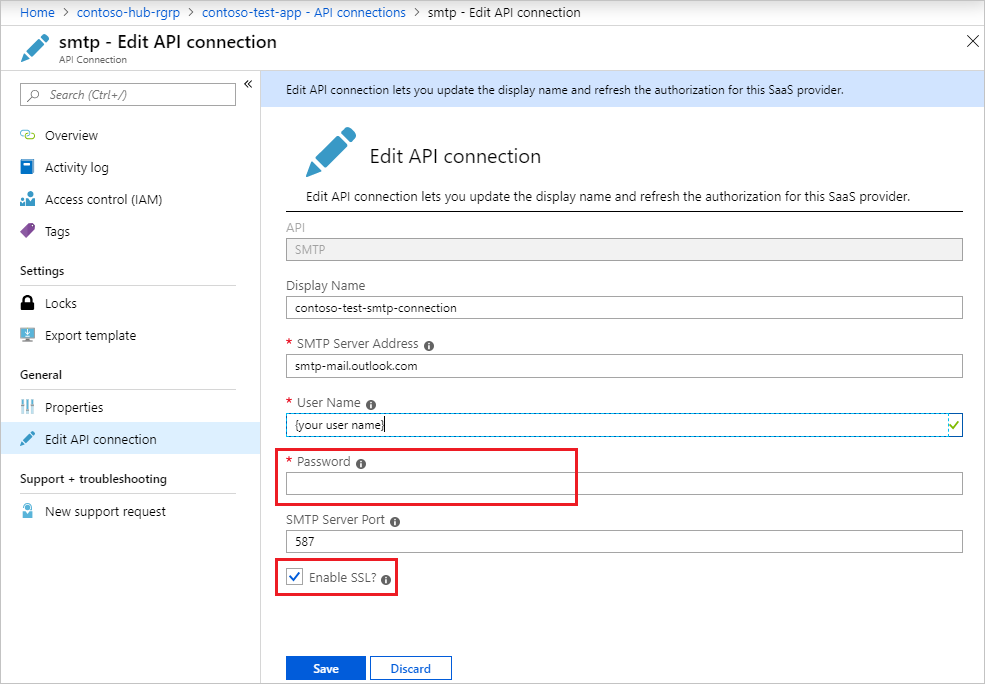 Home > contoso-hub-rgrp > contoso-test-app - API connections > smtp - Edit API connection
smtp - Edit API connection
API Connection
Search (Ctrl+/)
Overview
Activity log
Access control (IAM)
Tags
Settings
Locks
Export template
General
Properties
Edit API connection
Support + troubleshooting
New support request
Edit API connection lets you update the display name and refresh the authorization for this SaaS provider.
Edit API connection
Edit API connection lets you update the display name and refresh the authorization for this SaaS provider.
API
SMTP
Display Name
contoso-test-smtp-connection
* SMTP Server Address
smtp-mail.outlook.com
* User Name
{your user name}
* Password
SMTP Server Port
587
Enable SSL?
Save Discard